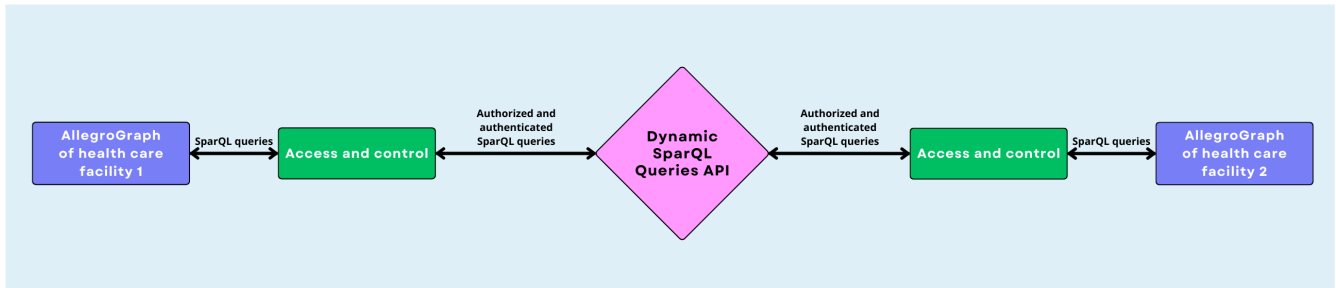 AllegroGraph
of health care
facility 1
SparQL queries
Access and control
Authorized and
authenticated
SparQL queries
Dynamic
SparQL
Queries API
Authorized and
authenticated
SparQL queries
Access and control
SparQL queries
AllegroGraph
of health care
facility 2